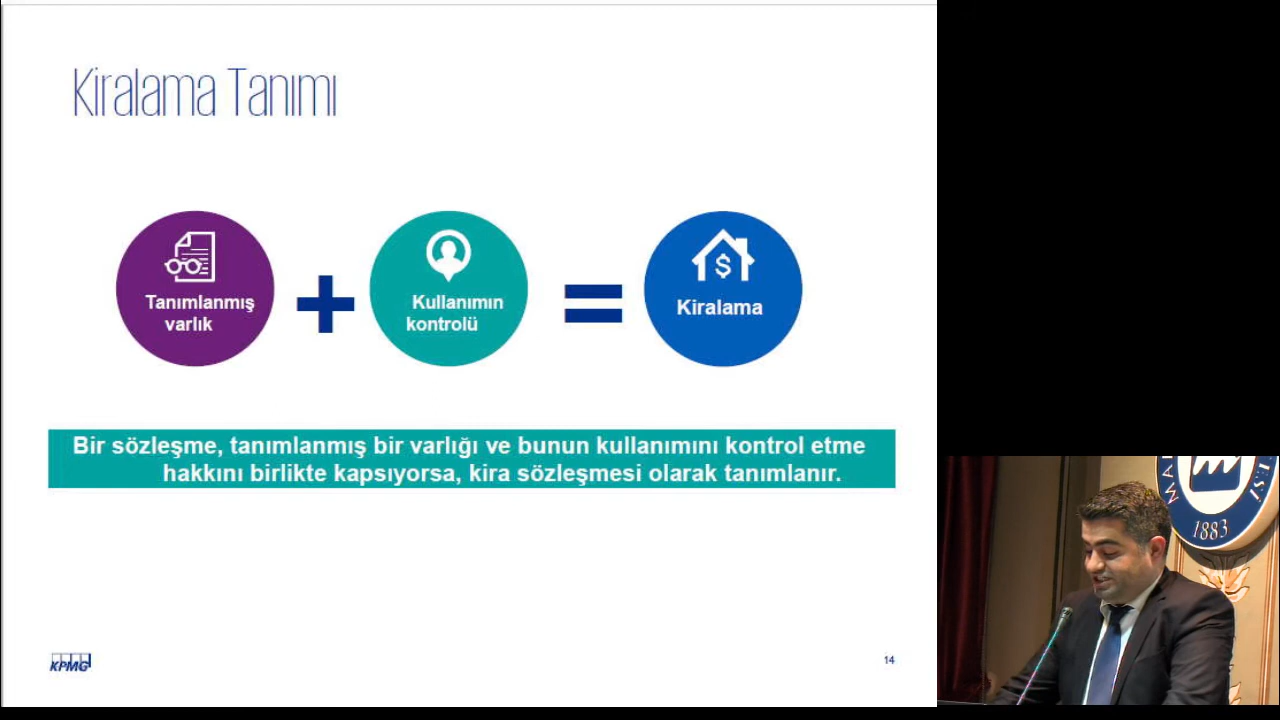 Kiralama Tanımı
Tanımlanmış
varlık
Kullanımın
kontrolü
Kiralama
Bir sözleşme, tanımlanmış bir varlığı ve bunun kullanımını kontrol etme
hakkını birlikte kapsıyorsa, kira sözleşmesi olarak tanımlanır.
KPMG
14
1883